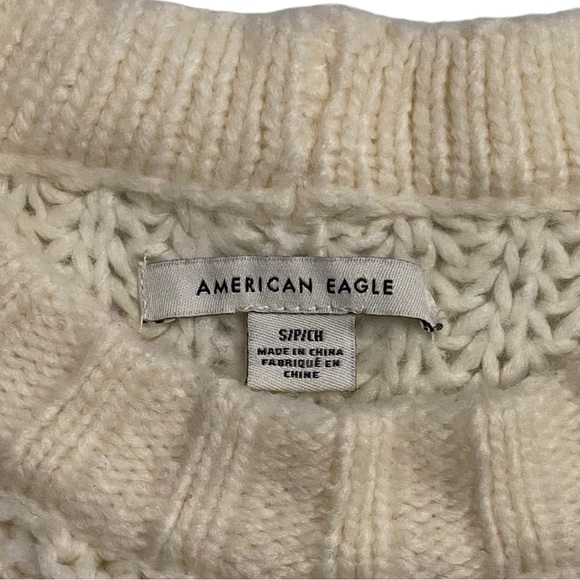 AMERICAN EAGLE
S/P/CH
MADE IN CHINA
FABRIQUÉ EN
CHINE